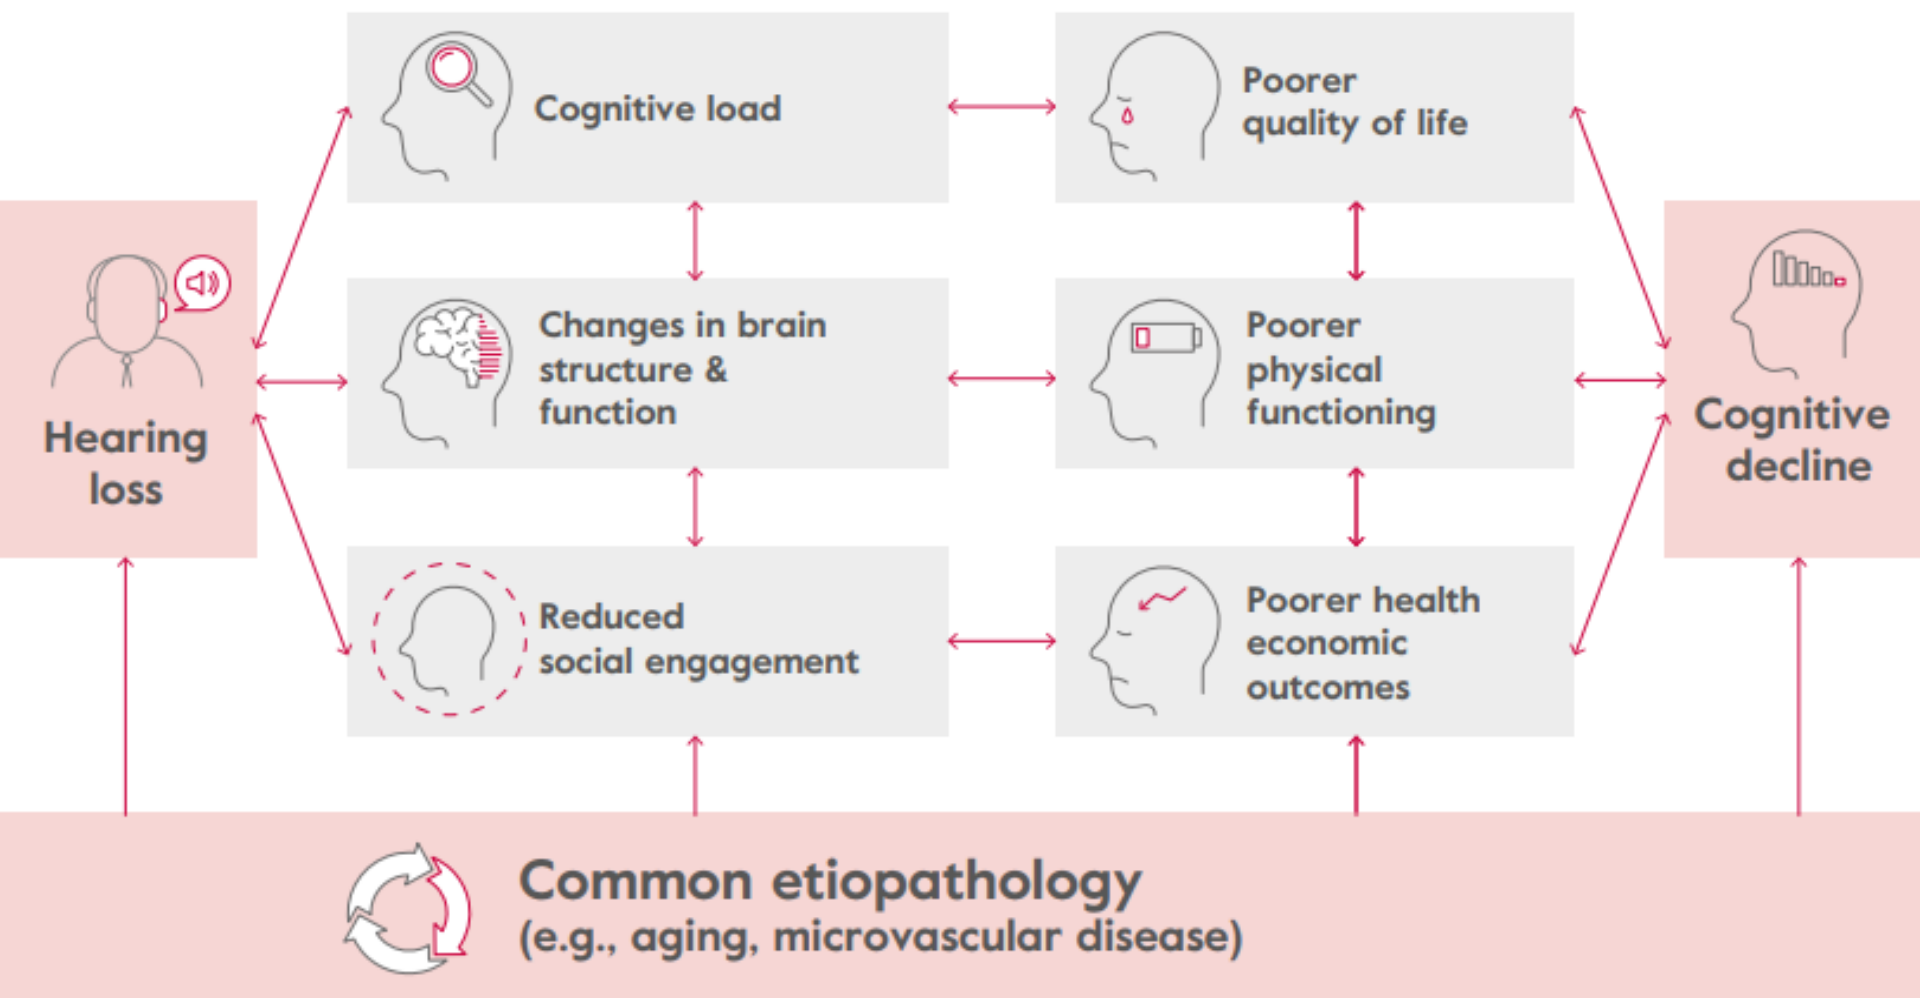 Cognitive load
Poorer
quality of life
Hearing
loss
Changes in brain
structure &
function
Poorer
physical
functioning
Cognitive
decline
Reduced
social engagement
Poorer health
economic
outcomes
Common etiopathology
(e.g., aging, microvascular disease)